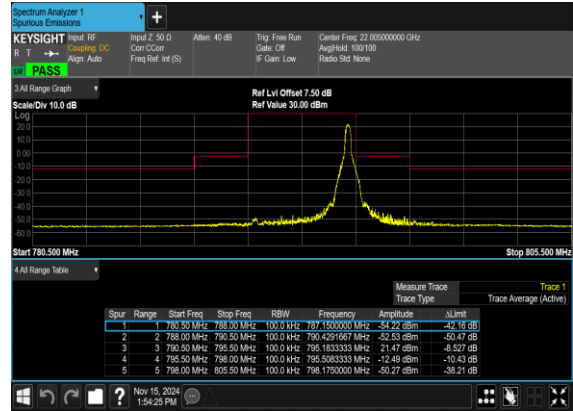 Spectrum Analyzer 1
Spurious Emissions
KEYSIGHT Input: RF Input Z: 50 Ω Atten: 40 dB Trig: Free Run Center Freq: 22.005000000 GHz
R T Coupling: DC Corr CCorr Gate: Off Avg|Hold: 100/100
Align: Auto Freq Ref: Int (S) IF Gain: Low Radio Std: None
PASS
3 All Range Graph
Ref Lvl Offset 7.50 dB
Scale/Div 10.0 dB Ref Value 30.00 dBm
Log
20.0
10.0
0.00
-10.0
-20.0
-30.0
-40.0
-50.0
-60.0
Start 780.500 MHz Stop 805.500 MHz
4 All Range Table
Measure Trace Trace 1
Trace Type Trace Average (Active)
Spur Range Start Freq Stop Freq RBW Frequency Amplitude ΔLimit
1 1 780.50 MHz 788.00 MHz 100.0 kHz 787.1500000 MHz -54.22 dBm -42.16 dB
2 2 788.00 MHz 790.50 MHz 100.0 kHz 790.4291667 MHz -52.53 dBm -50.47 dB
3 3 790.50 MHz 795.50 MHz 100.0 kHz 795.1833333 MHz 21.47 dBm -8.527 dB
4 4 795.50 MHz 798.00 MHz 100.0 kHz 795.5083333 MHz -12.49 dBm -10.43 dB
5 5 798.00 MHz 805.50 MHz 100.0 kHz 798.1750000 MHz -50.27 dBm -38.21 dB
Nov 15, 2024
1:54:25 PM